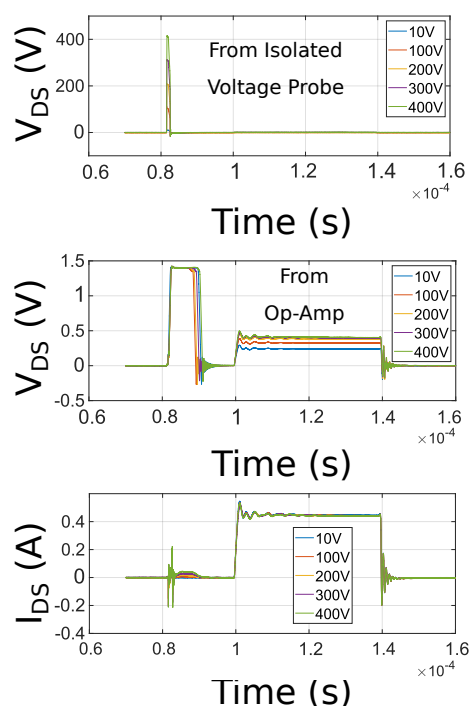 V_DS (V)
400
200
0
From Isolated
Voltage Probe
10V
100V
200V
300V
400V
0.6 0.8 1 1.2 1.4 1.6
×10⁻⁴
Time (s)
V_DS (V)
1.5
1
0.5
0
-0.5
From
Op-Amp
10V
100V
200V
300V
400V
0.6 0.8 1 1.2 1.4 1.6
×10⁻⁴
Time (s)
I_DS (A)
0.4
0.2
0
-0.2
-0.4
10V
100V
200V
300V
400V
0.6 0.8 1 1.2 1.4 1.6
×10⁻⁴
Time (s)